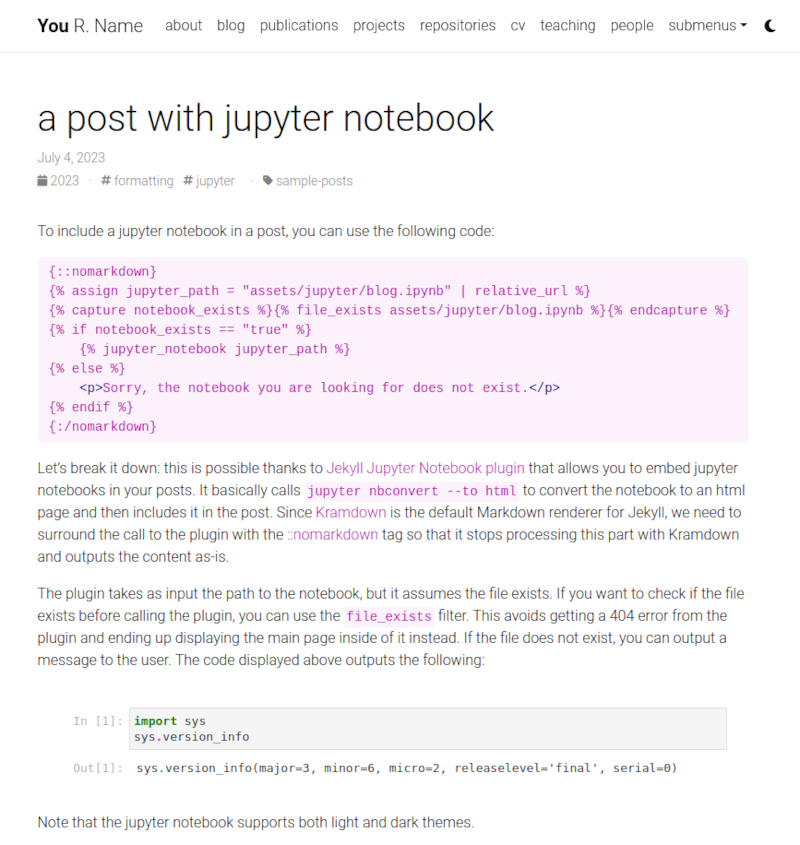 You R. Name about blog publications projects repositories cv teaching people submenus
a post with jupyter notebook
July 4, 2023
2023 · # formatting # jupyter · sample-posts
To include a jupyter notebook in a post, you can use the following code:
{::nomarkdown}
{% assign jupyter_path = "assets/jupyter/blog.ipynb" | relative_url %}
{% capture notebook_exists %}{% file_exists assets/jupyter/blog.ipynb %}{% endcapture %}
{% if notebook_exists == "true" %}
    {% jupyter_notebook jupyter_path %}
{% else %}
    <p>Sorry, the notebook you are looking for does not exist.</p>
{% endif %}
{:/nomarkdown}
Let's break it down: this is possible thanks to Jekyll Jupyter Notebook plugin that allows you to embed jupyter
notebooks in your posts. It basically calls jupyter nbconvert --to html to convert the notebook to an html
page and then includes it in the post. Since Kramdown is the default Markdown renderer for Jekyll, we need to
surround the call to the plugin with the ::nomarkdown tag so that it stops processing this part with Kramdown
and outputs the content as-is.
The plugin takes as input the path to the notebook, but it assumes the file exists. If you want to check if the file
exists before calling the plugin, you can use the file_exists filter. This avoids getting a 404 error from the
plugin and ending up displaying the main page inside of it instead. If the file does not exist, you can output a
message to the user. The code displayed above outputs the following:
In [1]: import sys
sys.version_info
Out[1]: sys.version_info(major=3, minor=6, micro=2, releaselevel='final', serial=0)
Note that the jupyter notebook supports both light and dark themes.